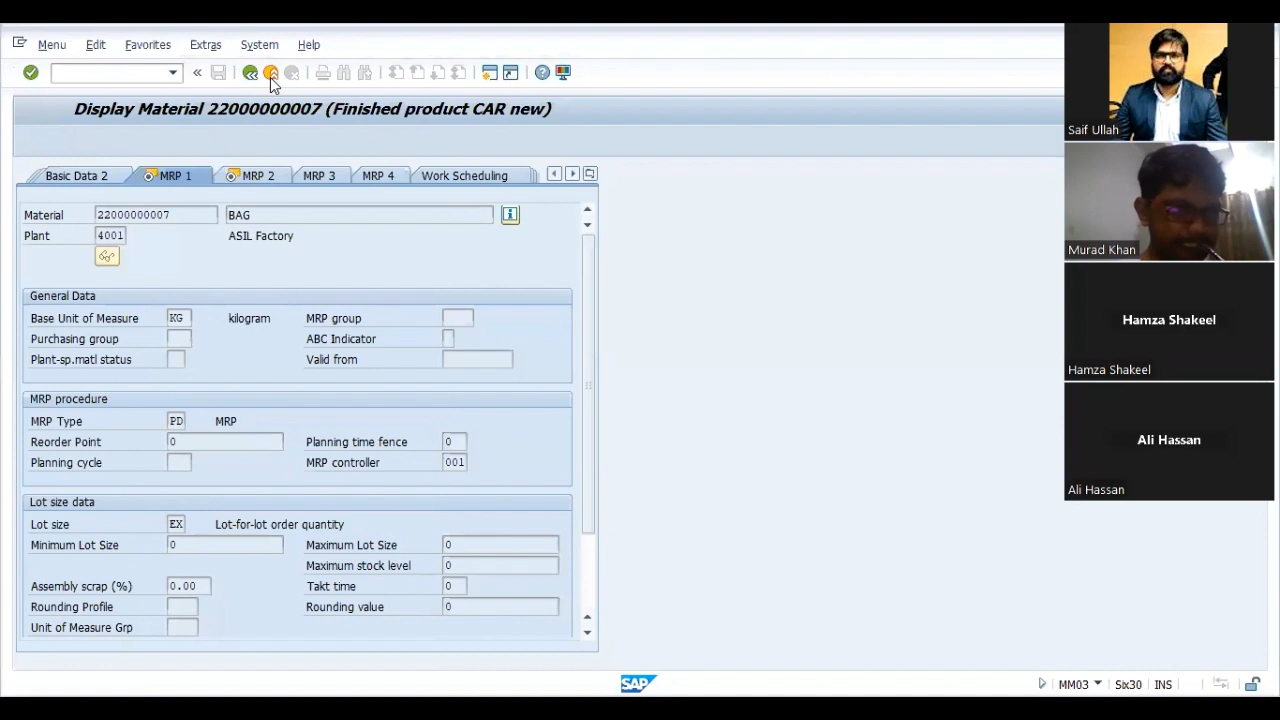 Menu Edit Favorites Extras System Help
Display Material 22000000007 (Finished product CAR new)
Basic Data 2 MRP 1 MRP 2 MRP 3 MRP 4 Work Scheduling
Material 22000000007 BAG
Plant 4001 ASIL Factory
General Data
Base Unit of Measure KG kilogram MRP group
Purchasing group ABC Indicator
Plant-sp.matl status Valid from
MRP procedure
MRP Type PD MRP
Reorder Point 0 Planning time fence 0
Planning cycle MRP controller 001
Lot size data
Lot size EX Lot-for-lot order quantity
Minimum Lot Size 0 Maximum Lot Size 0
Maximum stock level 0
Assembly scrap (%) 0.00 Takt time 0
Rounding Profile Rounding value 0
Unit of Measure Grp
SAP MM03 Six30 INS
Saif Ullah
Murad Khan
Hamza Shakeel
Hamza Shakeel
Ali Hassan
Ali Hassan